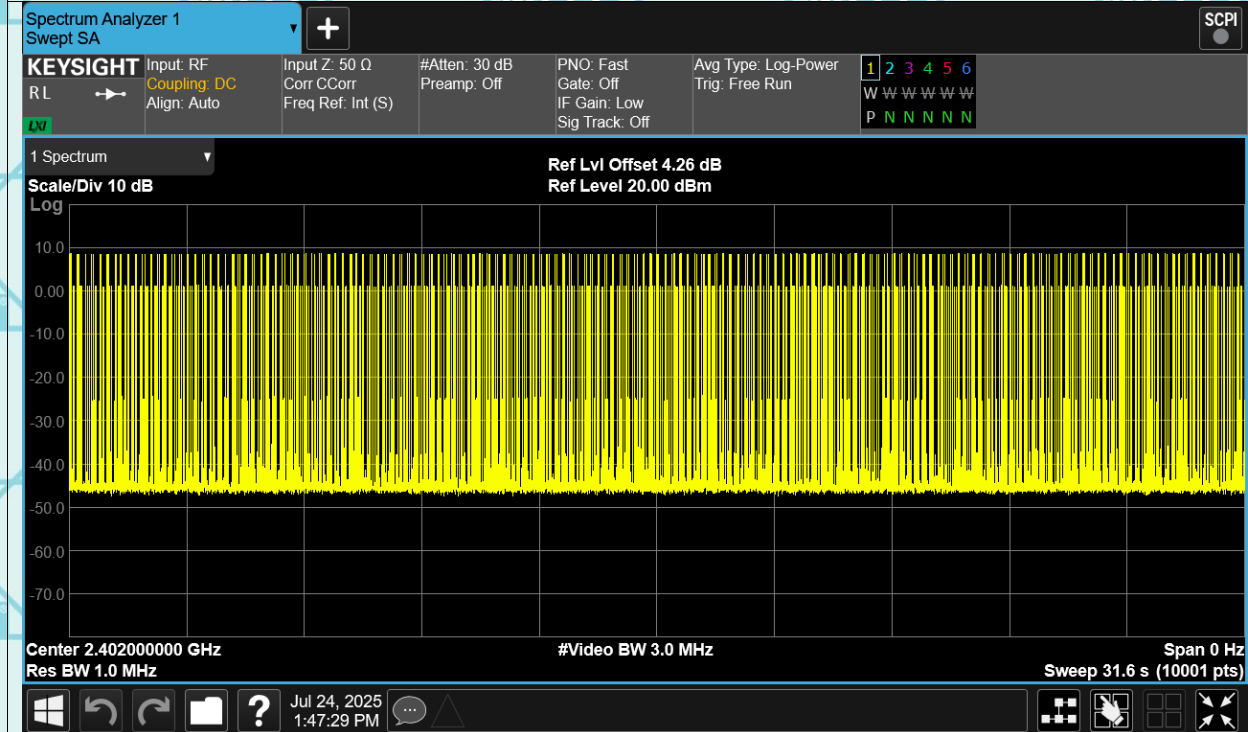 Spectrum Analyzer 1
Swept SA
+
SCPI
KEYSIGHT
RL
LXI
Input: RF
Coupling: DC
Align: Auto
Input Z: 50 Ω
Corr CCorr
Freq Ref: Int (S)
#Atten: 30 dB
Preamp: Off
PNO: Fast
Gate: Off
IF Gain: Low
Sig Track: Off
Avg Type: Log-Power
Trig: Free Run
1 2 3 4 5 6
W W W W W W
P N N N N N
1 Spectrum
Scale/Div 10 dB
Ref Lvl Offset 4.26 dB
Ref Level 20.00 dBm
Log
10.0
0.00
-10.0
-20.0
-30.0
-40.0
-50.0
-60.0
-70.0
Center 2.402000000 GHz
#Video BW 3.0 MHz
Span 0 Hz
Res BW 1.0 MHz
Sweep 31.6 s (10001 pts)
?
Jul 24, 2025
1:47:29 PM